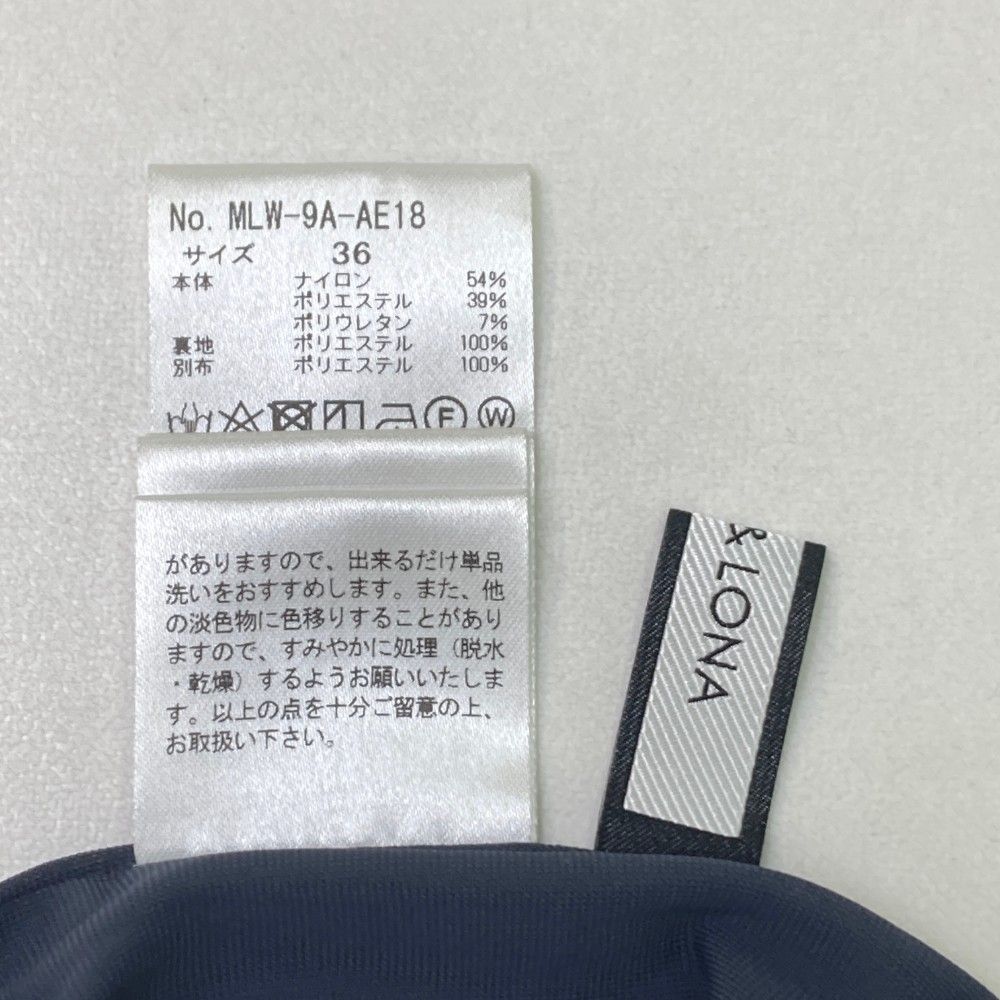 No. MLW-9A-AE18
サイズ 36
本体 ナイロン 54%
ポリエステル 39%
ポリウレタン 7%
裏地 ポリエステル 100%
別布 ポリエステル 100%
F W
がありますので、出来るだけ単品
洗いをおすすめします。また、他
の淡色物に色移りすることがあり
ますので、すみやかに処理（脱水
・乾燥）するようお願いいたしま
す。以上の点を十分ご留意の上、
お取扱い下さい。
& LONA